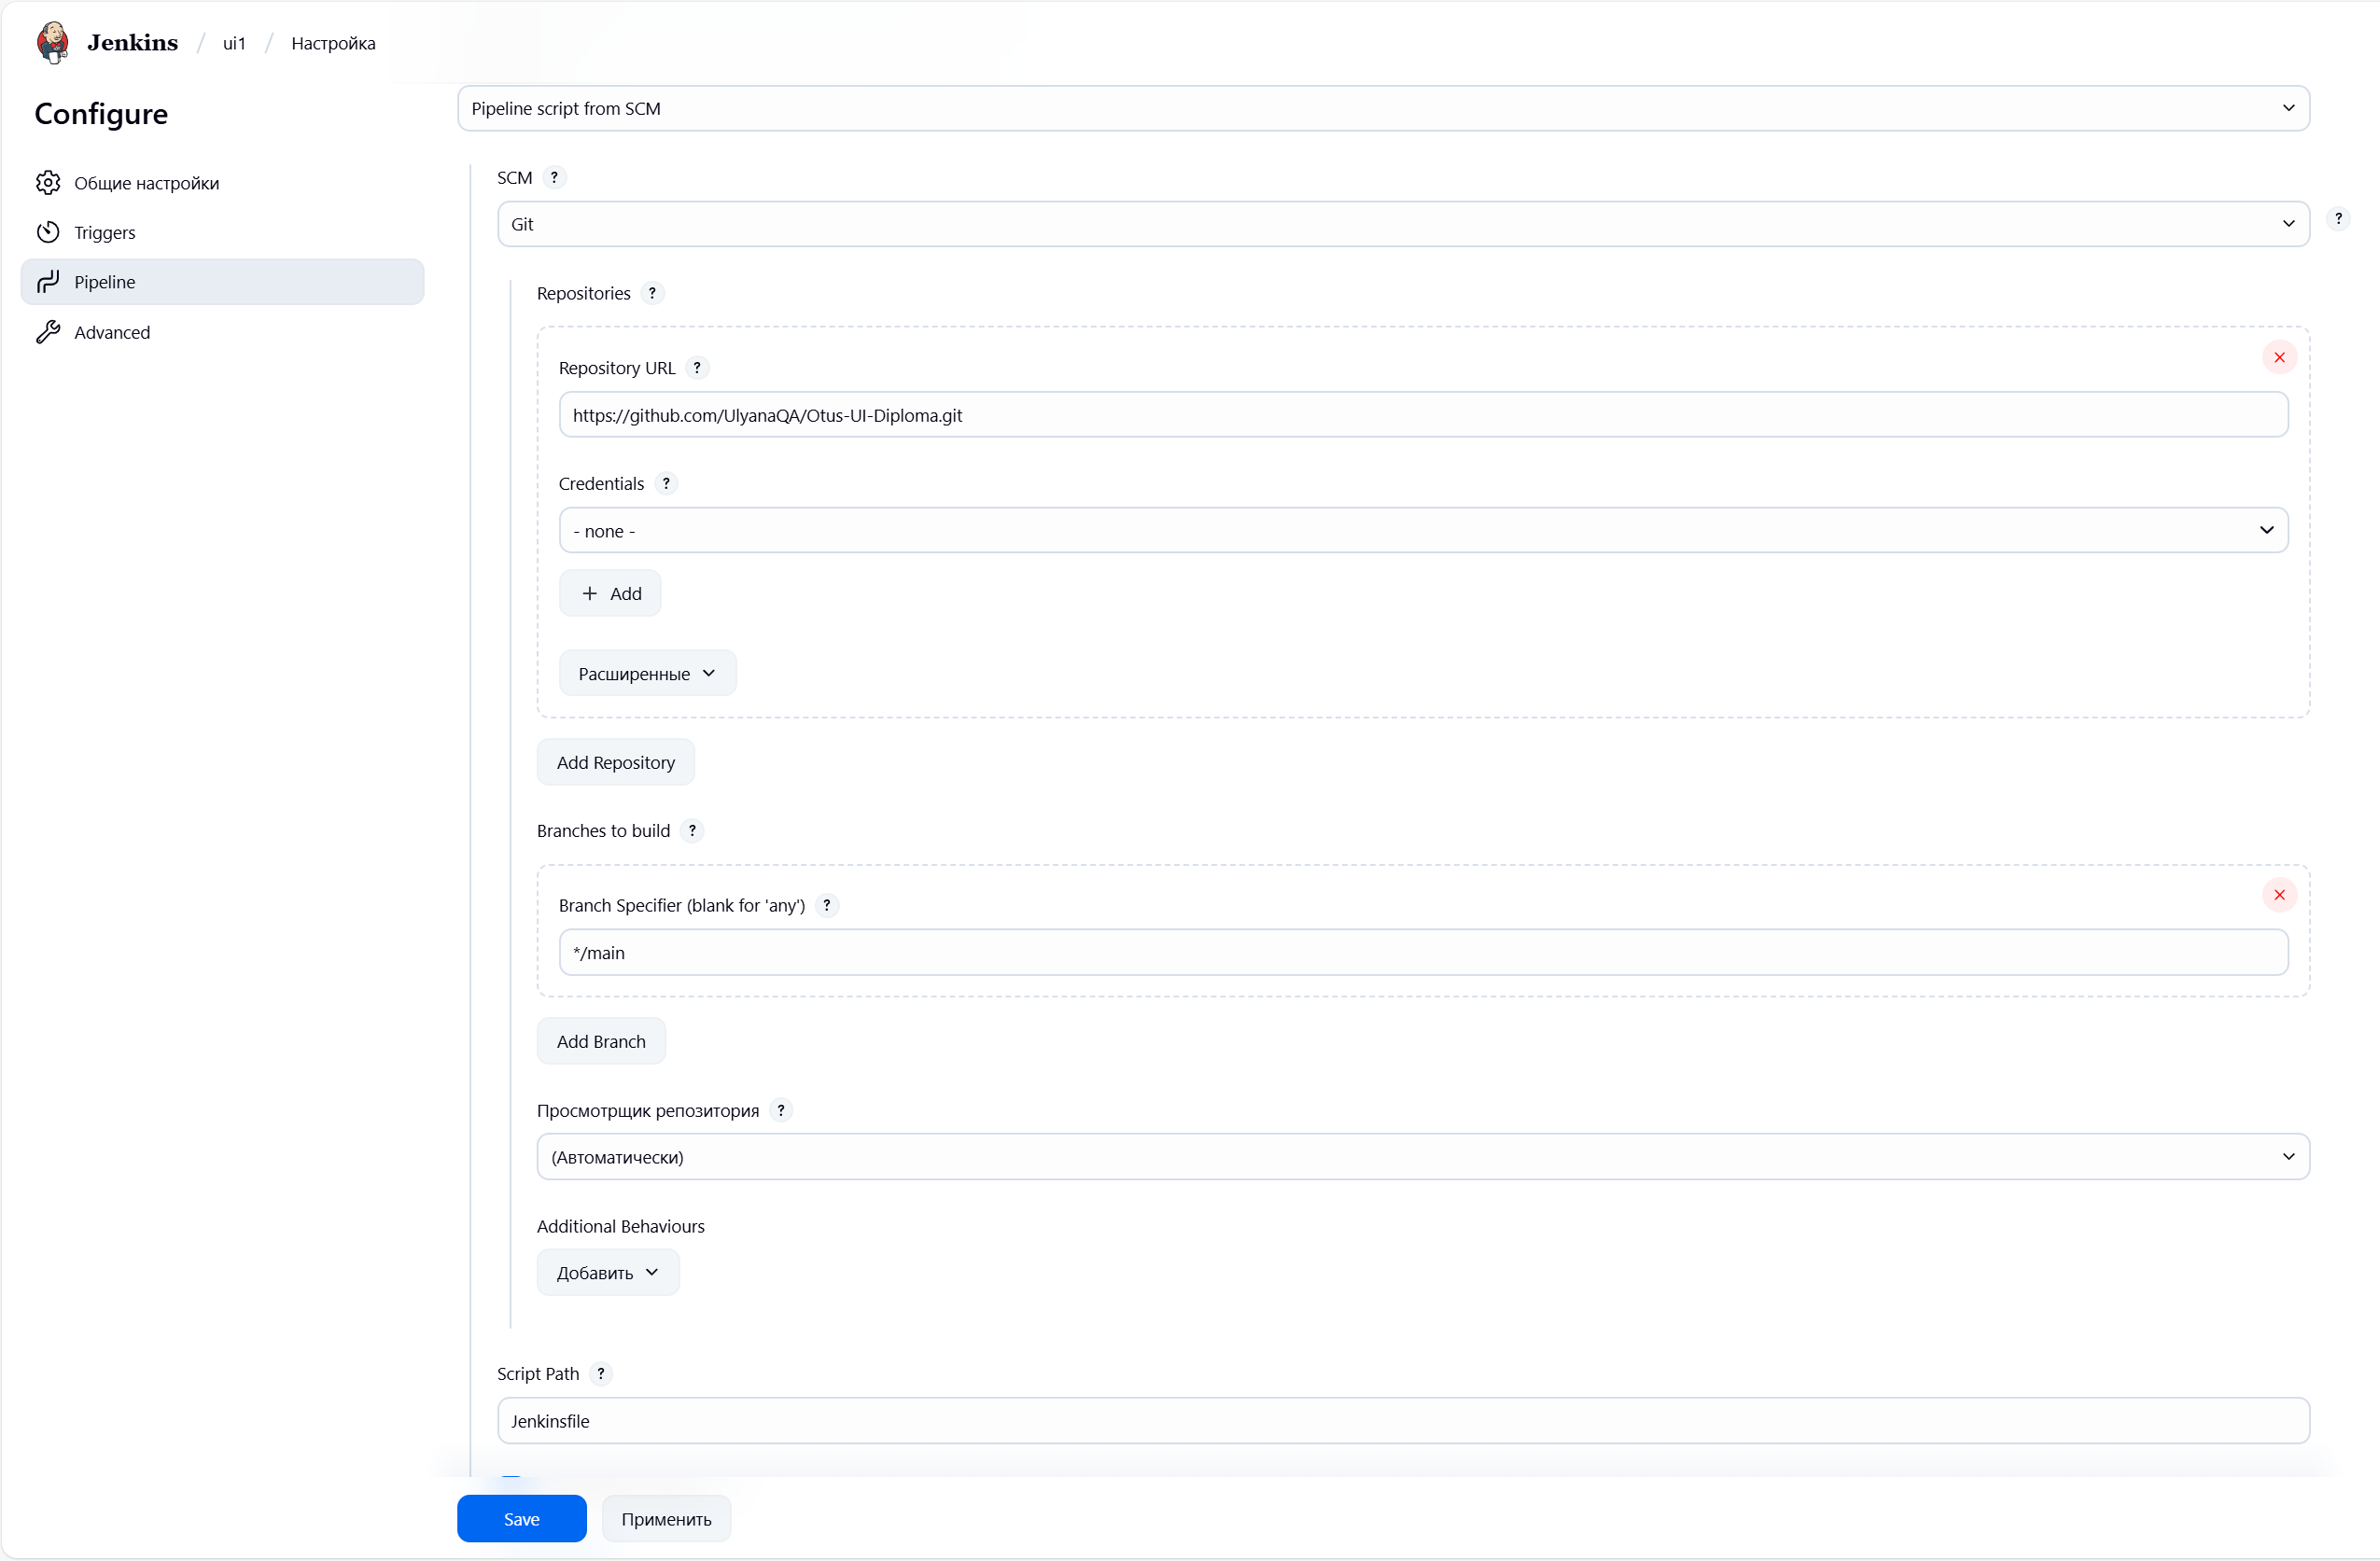 Jenkins / ui1 / Настройка
Configure
Общие настройки
Triggers
Pipeline
Advanced
Pipeline script from SCM
SCM ?
Git
?
Repositories ?
Repository URL ?
https://github.com/UlyanaQA/Otus-UI-Diploma.git
Credentials ?
- none -
+ Add
Расширенные
Add Repository
Branches to build ?
Branch Specifier (blank for 'any') ?
*/main
Add Branch
Просмотрщик репозитория ?
(Автоматически)
Additional Behaviours
Добавить
Script Path ?
Jenkinsfile
Save
Применить